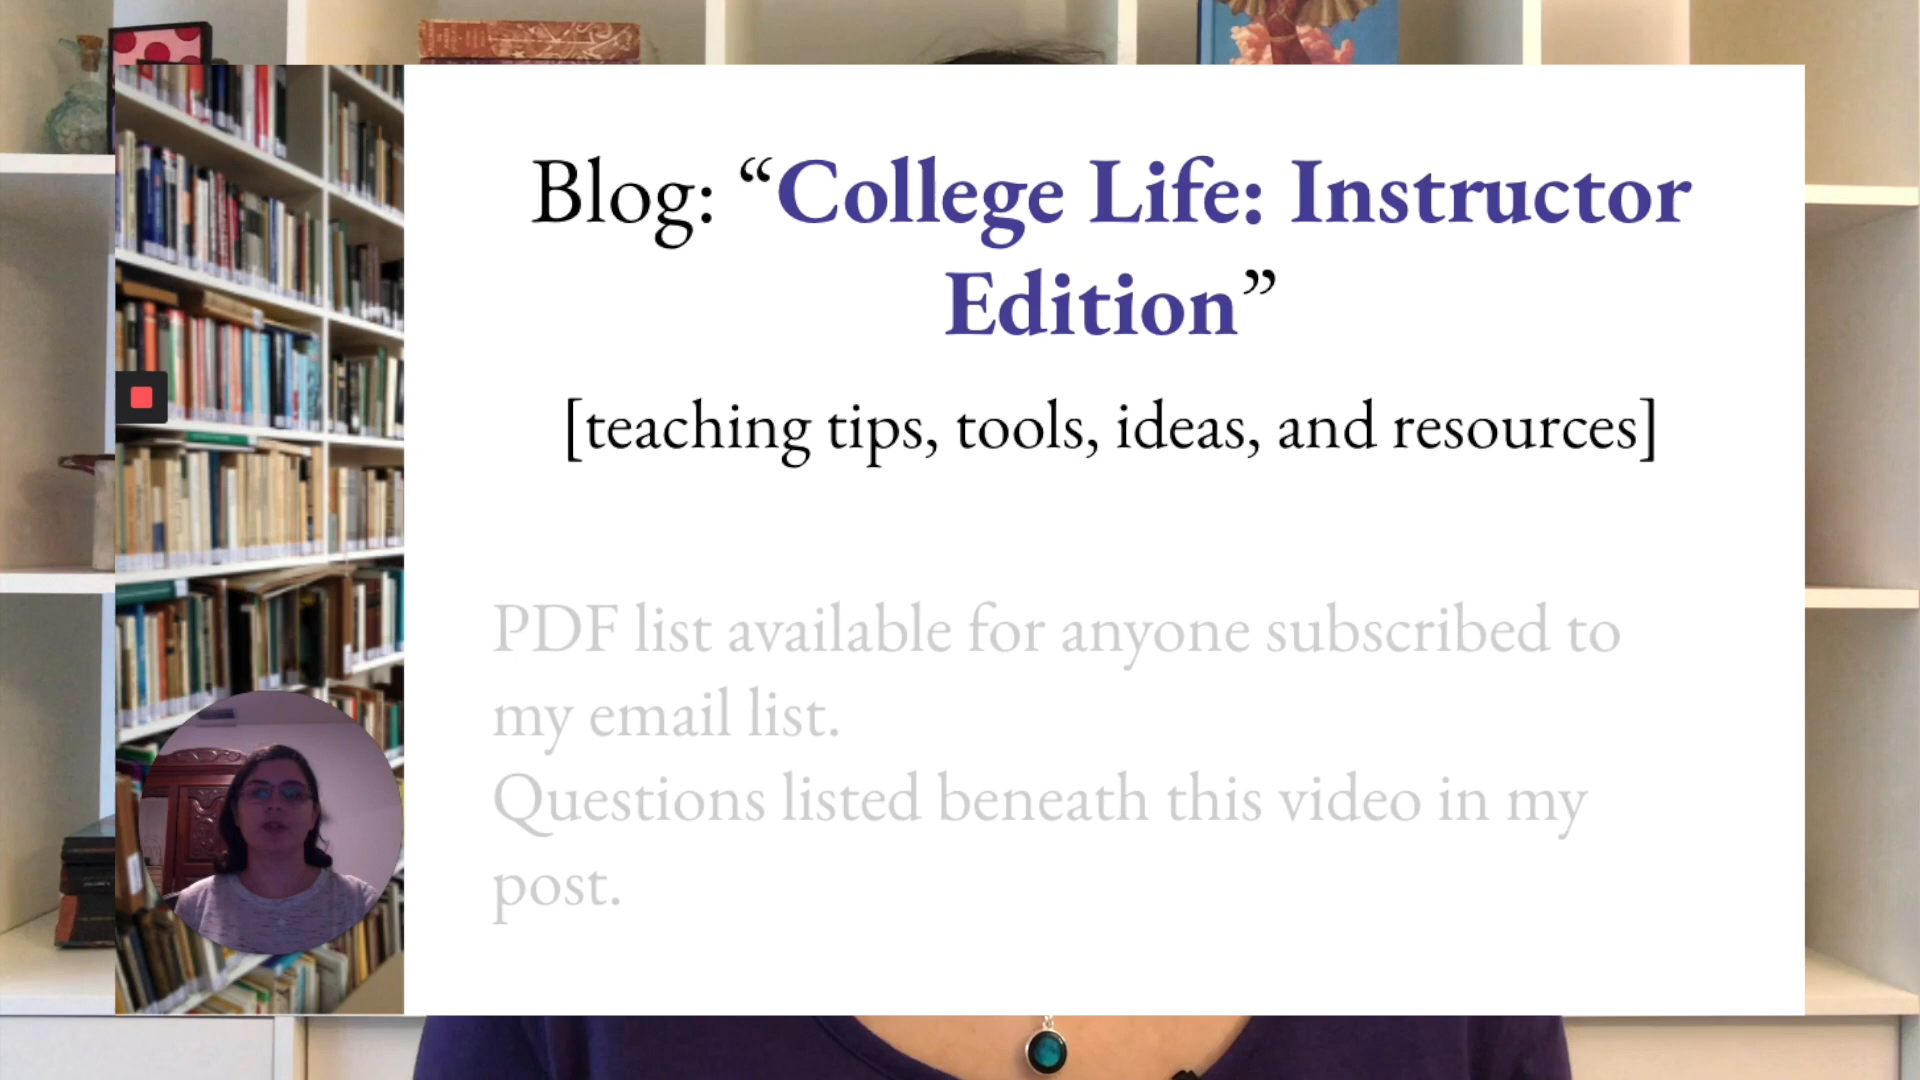 Blog: “College Life: Instructor
Edition”
[teaching tips, tools, ideas, and resources]
PDF list available for anyone subscribed to
my email list.
Questions listed beneath this video in my
post.